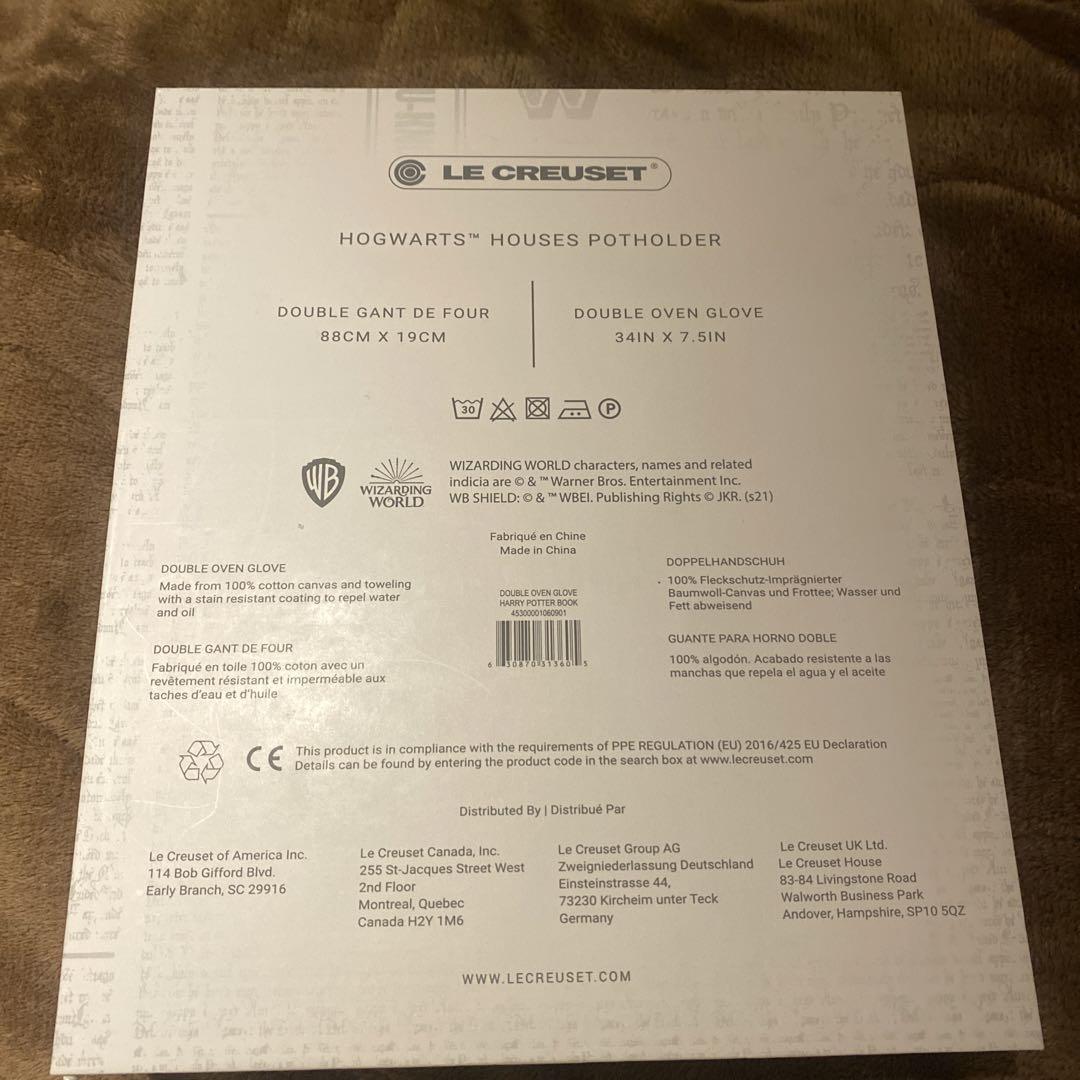 LE CREUSET®
HOGWARTS™ HOUSES POTHOLDER
DOUBLE GANT DE FOUR
88CM X 19CM
DOUBLE OVEN GLOVE
34IN X 7.5IN
30
P
WB
WIZARDING
WORLD
WIZARDING WORLD characters, names and related
indicia are © & ™ Warner Bros. Entertainment Inc.
WB SHIELD: © & ™ WBEI. Publishing Rights © JKR. (s21)
Fabriqué en Chine
Made in China
DOUBLE OVEN GLOVE
Made from 100% cotton canvas and toweling
with a stain resistant coating to repel water
and oil
DOUBLE GANT DE FOUR
Fabriqué en toile 100% coton avec un
revêtement résistant et imperméable aux
taches d'eau et d'huile
DOUBLE OVEN GLOVE
HARRY POTTER BOOK
45300001060901
6 30870 31360 5
DOPPELHANDSCHUH
100% Fleckschutz-Imprägnierter
Baumwoll-Canvas und Frottee; Wasser und
Fett abweisend
GUANTE PARA HORNO DOBLE
100% algodón. Acabado resistente a las
manchas que repela el agua y el aceite
CE
This product is in compliance with the requirements of PPE REGULATION (EU) 2016/425 EU Declaration
Details can be found by entering the product code in the search box at www.lecreuset.com
Distributed By | Distribué Par
Le Creuset of America Inc.
114 Bob Gifford Blvd.
Early Branch, SC 29916
Le Creuset Canada, Inc.
255 St-Jacques Street West
2nd Floor
Montreal, Quebec
Canada H2Y 1M6
Le Creuset Group AG
Zweigniederlassung Deutschland
Einsteinstrasse 44,
73230 Kircheim unter Teck
Germany
Le Creuset UK Ltd.
Le Creuset House
83-84 Livingstone Road
Walworth Business Park
Andover, Hampshire, SP10 5QZ
WWW.LECREUSET.COM